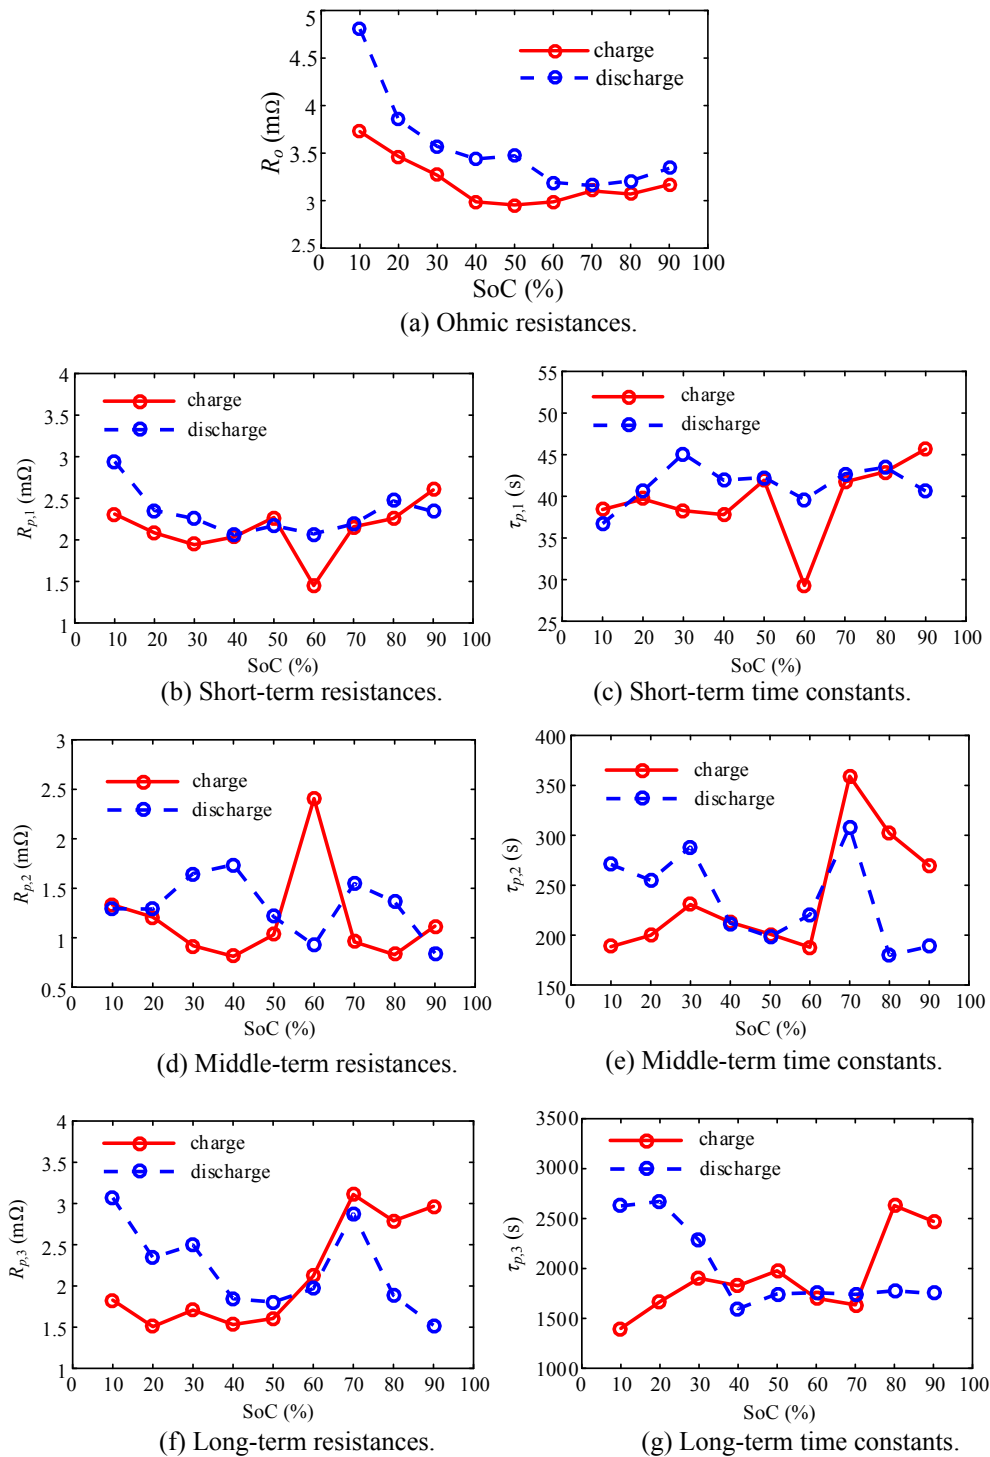 5
4.5
4
3.5
3
2.5
R_o (mΩ)
charge
discharge
0 10 20 30 40 50 60 70 80 90 100
SoC (%)
(a) Ohmic resistances.
4
3.5
3
2.5
2
1.5
1
R_{p,1} (mΩ)
charge
discharge
0 10 20 30 40 50 60 70 80 90 100
SoC (%)
(b) Short-term resistances.
55
50
45
40
35
30
25
τ_{p,1} (s)
charge
discharge
0 10 20 30 40 50 60 70 80 90 100
SoC (%)
(c) Short-term time constants.
3
2.5
2
1.5
1
0.5
R_{p,2} (mΩ)
charge
discharge
0 10 20 30 40 50 60 70 80 90 100
SoC (%)
(d) Middle-term resistances.
400
350
300
250
200
150
τ_{p,2} (s)
charge
discharge
0 10 20 30 40 50 60 70 80 90 100
SoC (%)
(e) Middle-term time constants.
4
3.5
3
2.5
2
1.5
1
R_{p,3} (mΩ)
charge
discharge
0 10 20 30 40 50 60 70 80 90 100
SoC (%)
(f) Long-term resistances.
3500
3000
2500
2000
1500
1000
τ_{p,3} (s)
charge
discharge
0 10 20 30 40 50 60 70 80 90 100
SoC (%)
(g) Long-term time constants.